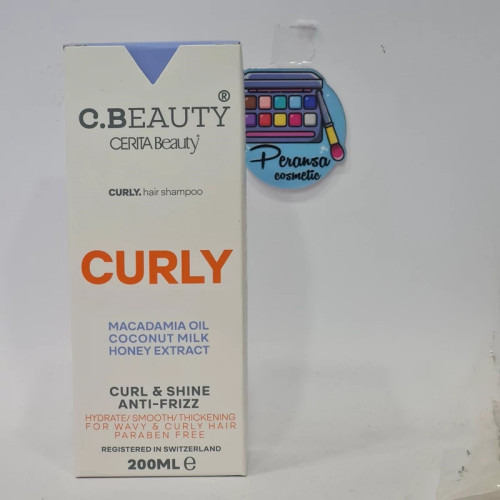 C.BEAUTY®
CERITA Beauty
CURLY. hair shampoo
CURLY
MACADAMIA OIL
COCONUT MILK
HONEY EXTRACT
CURL & SHINE
ANTI-FRIZZ
HYDRATE/ SMOOTH/ THICKENING
FOR WAVY & CURLY HAIR
PARABEN FREE
REGISTERED IN SWITZERLAND
200ML ℮
Peransa
cosmetic